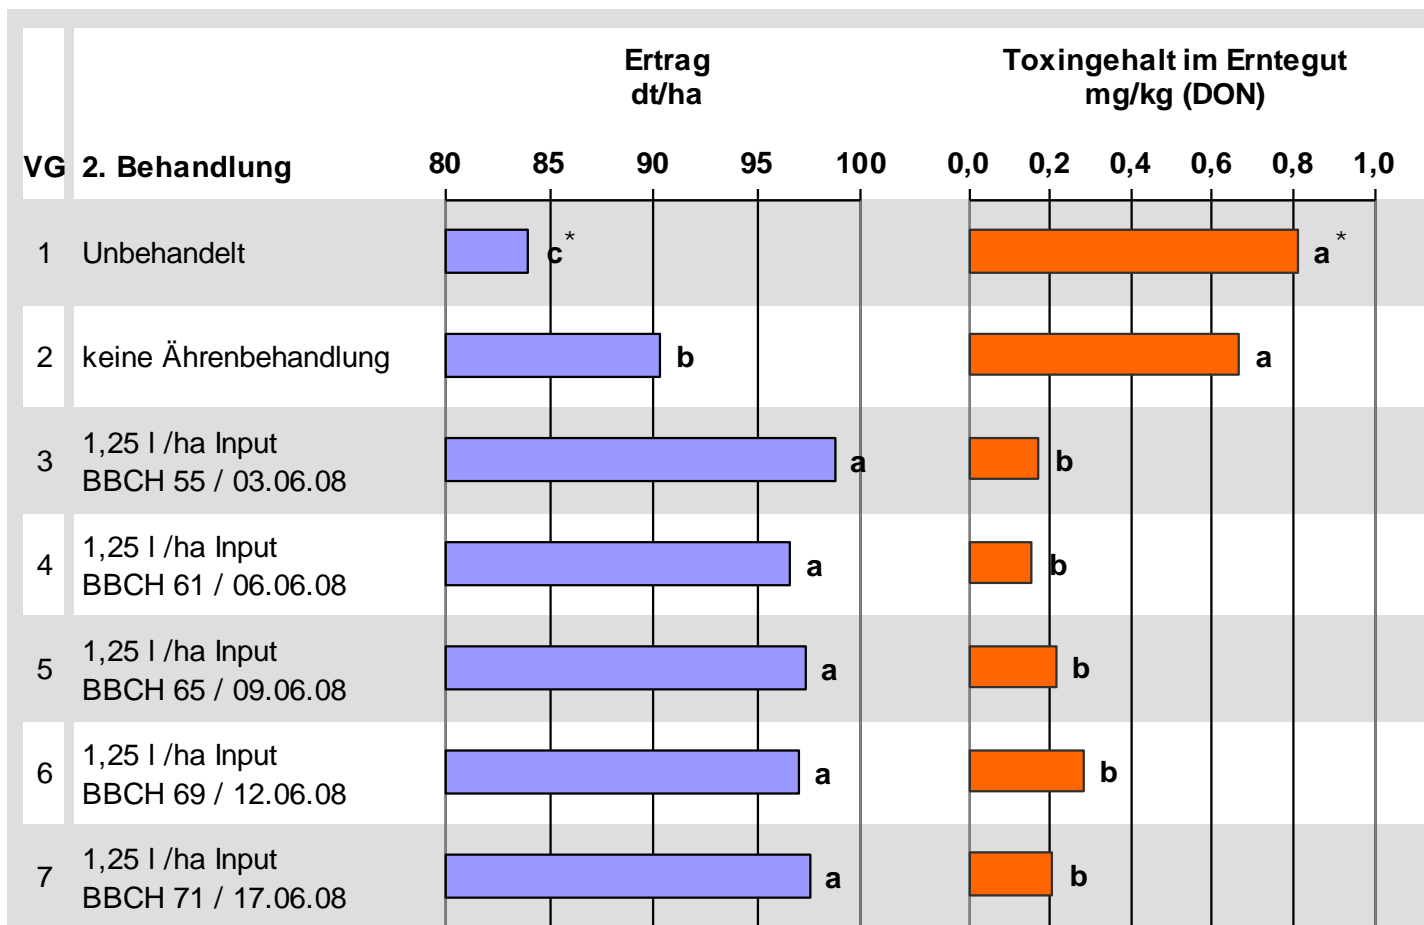 Ertrag
dt/ha
Toxingehalt im Erntegut
mg/kg (DON)
VG 2. Behandlung 80 85 90 95 100 0,0 0,2 0,4 0,6 0,8 1,0
1 Unbehandelt c* a*
2 keine Ährenbehandlung b a
3 1,25 l /ha Input
BBCH 55 / 03.06.08 a b
4 1,25 l /ha Input
BBCH 61 / 06.06.08 a b
5 1,25 l /ha Input
BBCH 65 / 09.06.08 a b
6 1,25 l /ha Input
BBCH 69 / 12.06.08 a b
7 1,25 l /ha Input
BBCH 71 / 17.06.08 a b